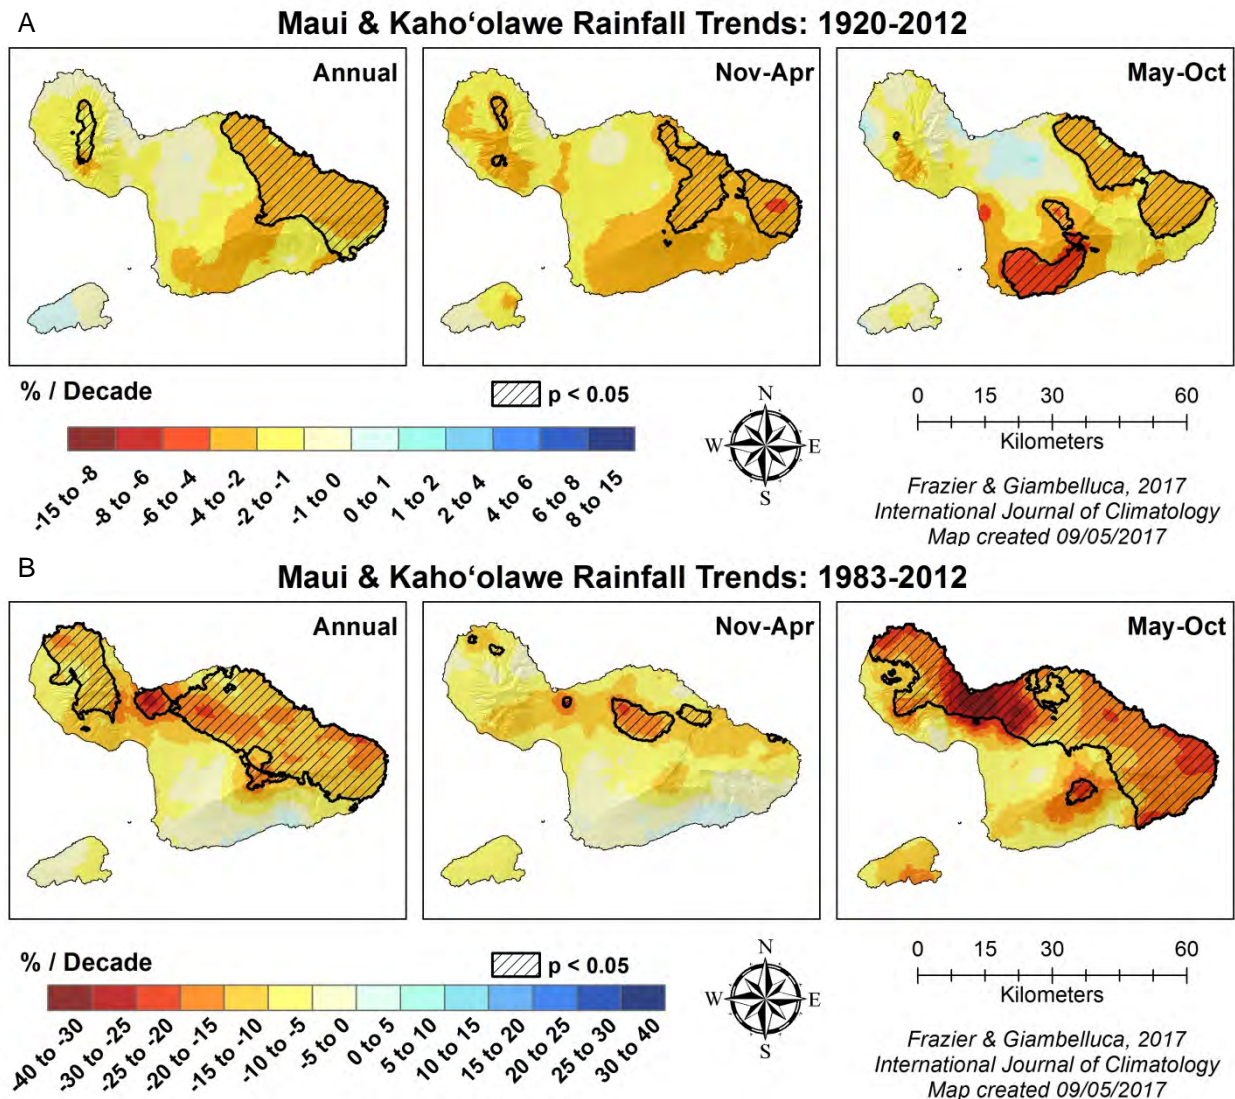 A
Maui & Kahoʻolawe Rainfall Trends: 1920-2012
Annual
Nov-Apr
May-Oct
% / Decade
p < 0.05
-15 to -8
-8 to -6
-6 to -4
-4 to -2
-2 to -1
-1 to 0
0 to 1
1 to 2
2 to 4
4 to 6
6 to 8
8 to 15
N
W
E
S
0 15 30 60
Kilometers
Frazier & Giambelluca, 2017
International Journal of Climatology
Map created 09/05/2017
B
Maui & Kahoʻolawe Rainfall Trends: 1983-2012
Annual
Nov-Apr
May-Oct
% / Decade
p < 0.05
-40 to -30
-30 to -25
-25 to -20
-20 to -15
-15 to -10
-10 to -5
-5 to 0
0 to 5
5 to 10
10 to 15
15 to 20
20 to 25
25 to 30
30 to 40
N
W
E
S
0 15 30 60
Kilometers
Frazier & Giambelluca, 2017
International Journal of Climatology
Map created 09/05/2017